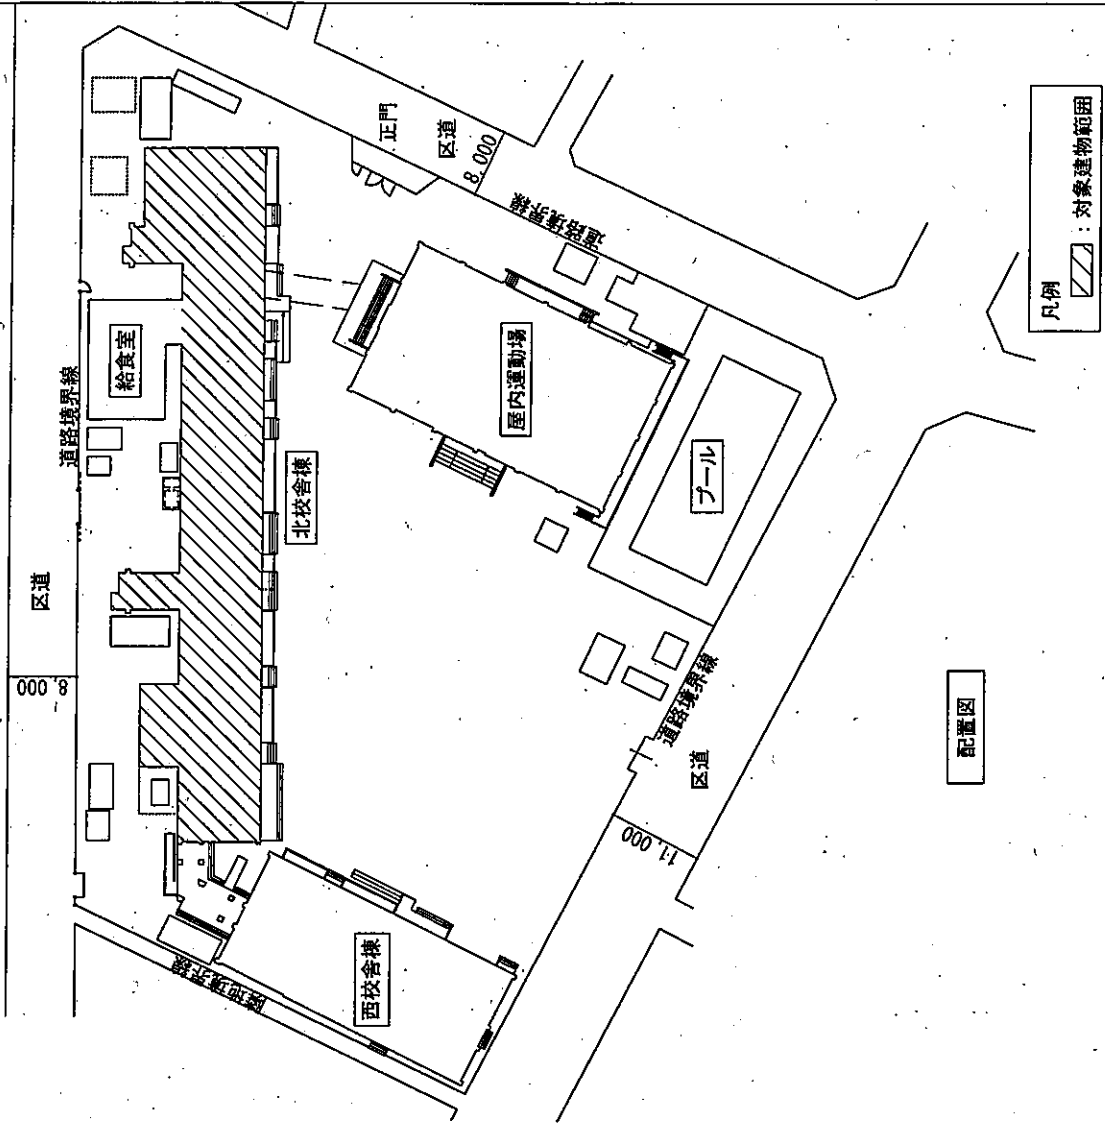 道路境界線
区道
8,000
給食室
北校舎棟
正門
区道
8,000
道路境界線
屋内運動場
プール
道路境界線
区道
11,000
西校舎棟
隣地境界線
配置図
凡例
：対象建物範囲